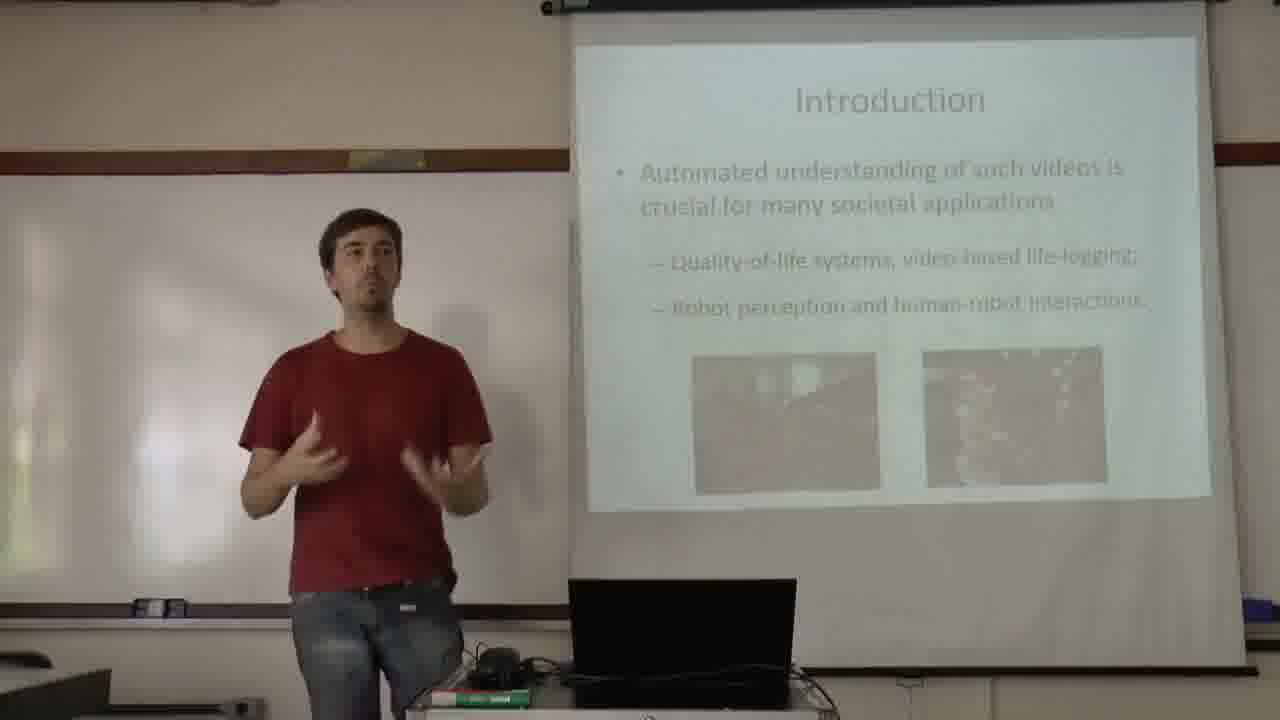 Introduction
• Automated understanding of such videos is
crucial for many societal applications
– Quality-of-life systems, video-based life-logging;
– Robot perception and human-robot interactions.